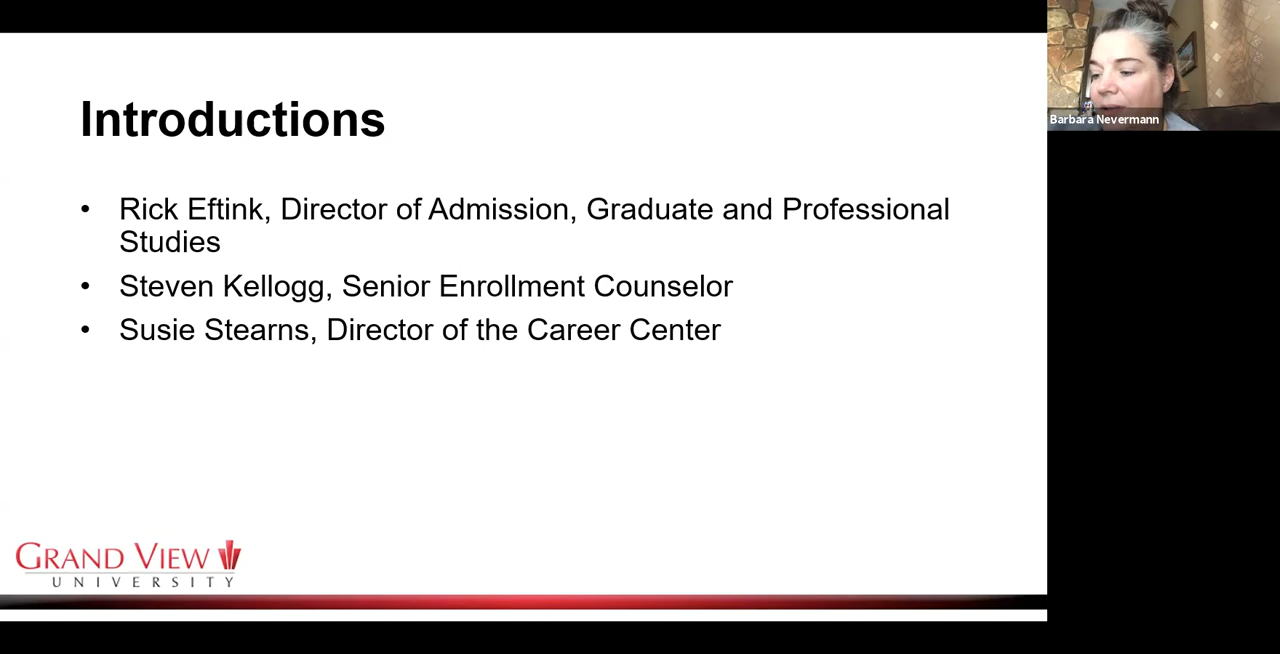 Introductions
• Rick Eftink, Director of Admission, Graduate and Professional
Studies
• Steven Kellogg, Senior Enrollment Counselor
• Susie Stearns, Director of the Career Center
GRAND VIEW
UNIVERSITY
Barbara Nevermann